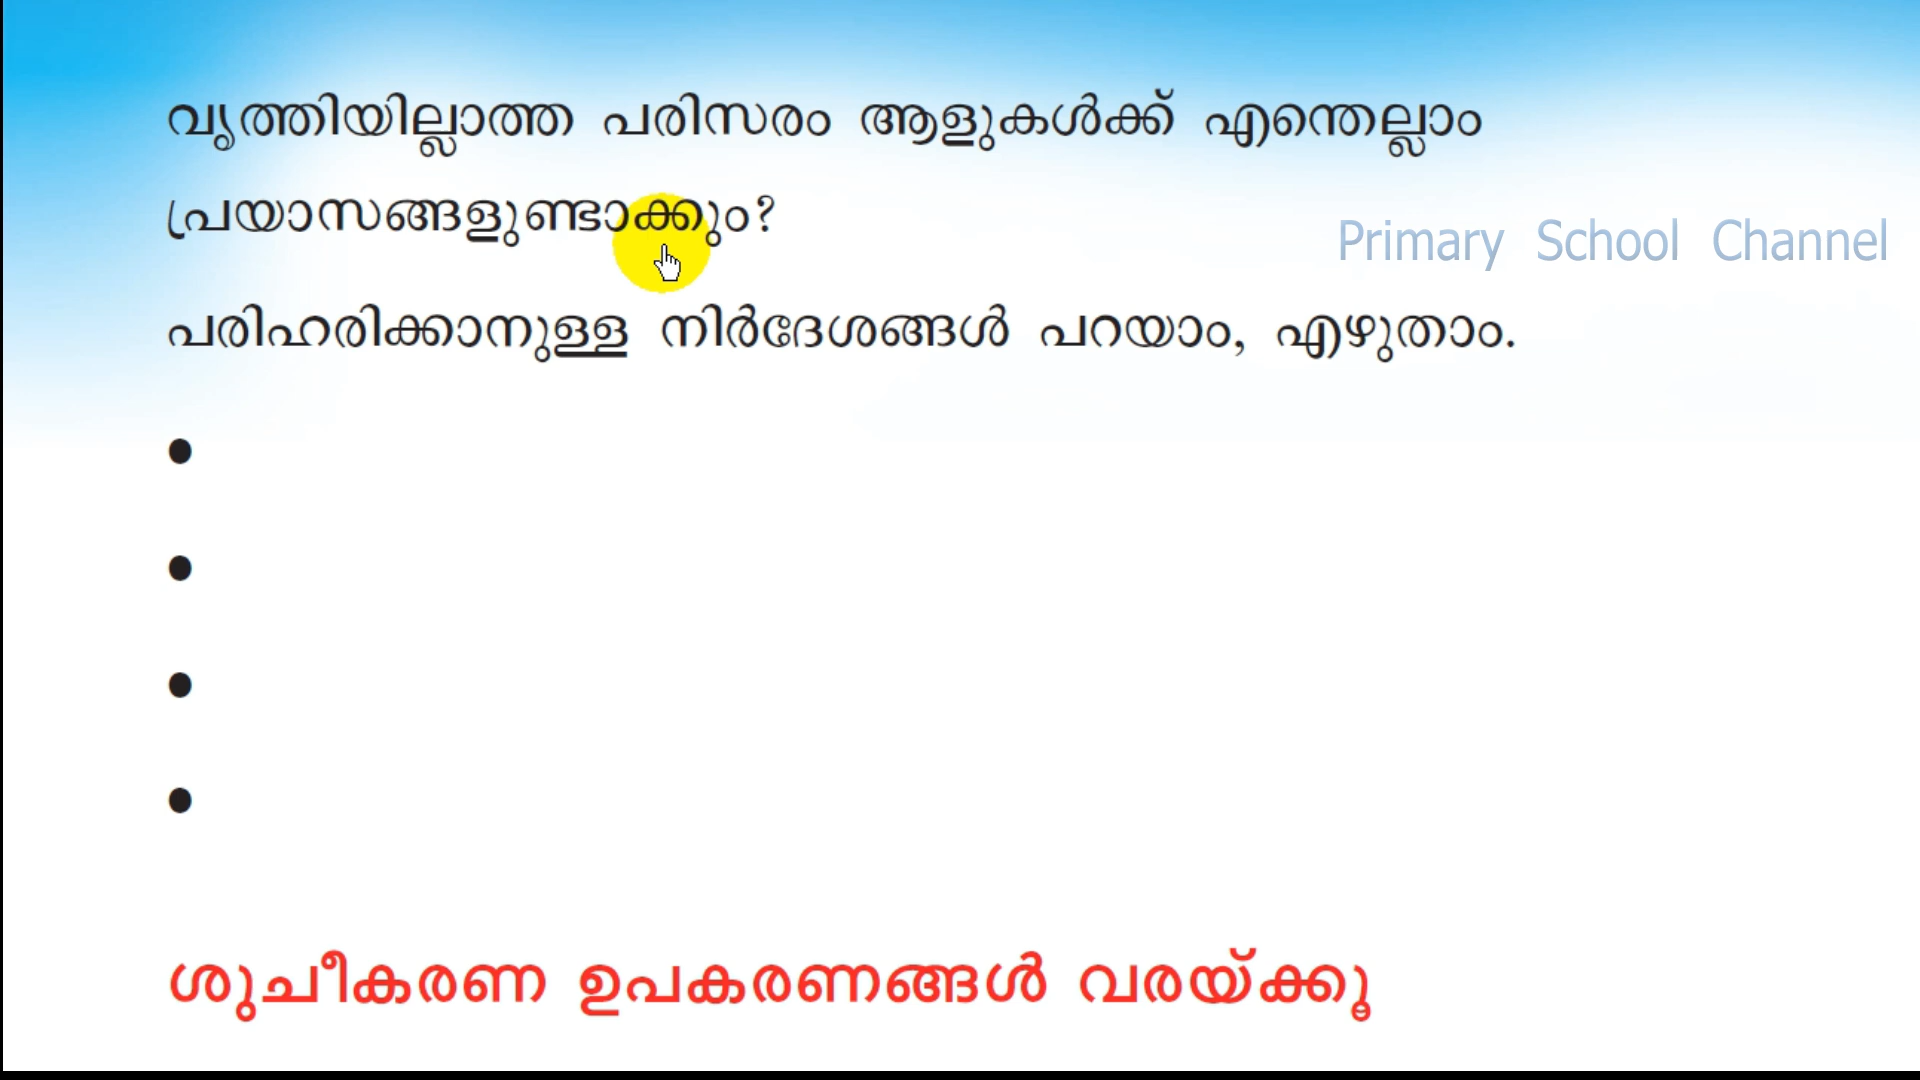 വൃത്തിയില്ലാത്ത പരിസരം ആളുകൾക്ക് എന്തെല്ലാം
പ്രയാസങ്ങളുണ്ടാക്കും?
Primary School Channel
പരിഹരിക്കാനുള്ള നിർദേശങ്ങൾ പറയാം, എഴുതാം.
•
•
•
•
ശുചീകരണ ഉപകരണങ്ങൾ വരയ്ക്കൂ